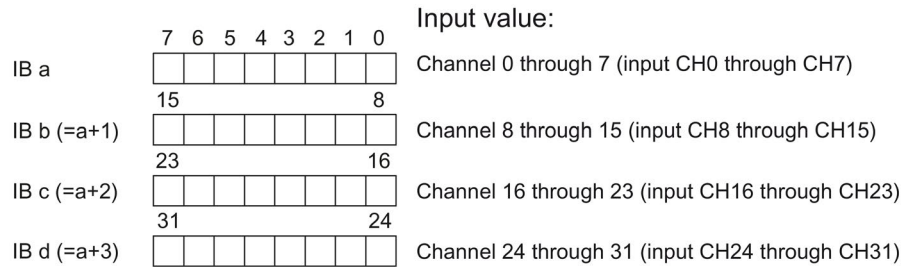 Input value:
7 6 5 4 3 2 1 0
IB a
Channel 0 through 7 (input CH0 through CH7)
15 8
IB b (=a+1)
Channel 8 through 15 (input CH8 through CH15)
23 16
IB c (=a+2)
Channel 16 through 23 (input CH16 through CH23)
31 24
IB d (=a+3)
Channel 24 through 31 (input CH24 through CH31)